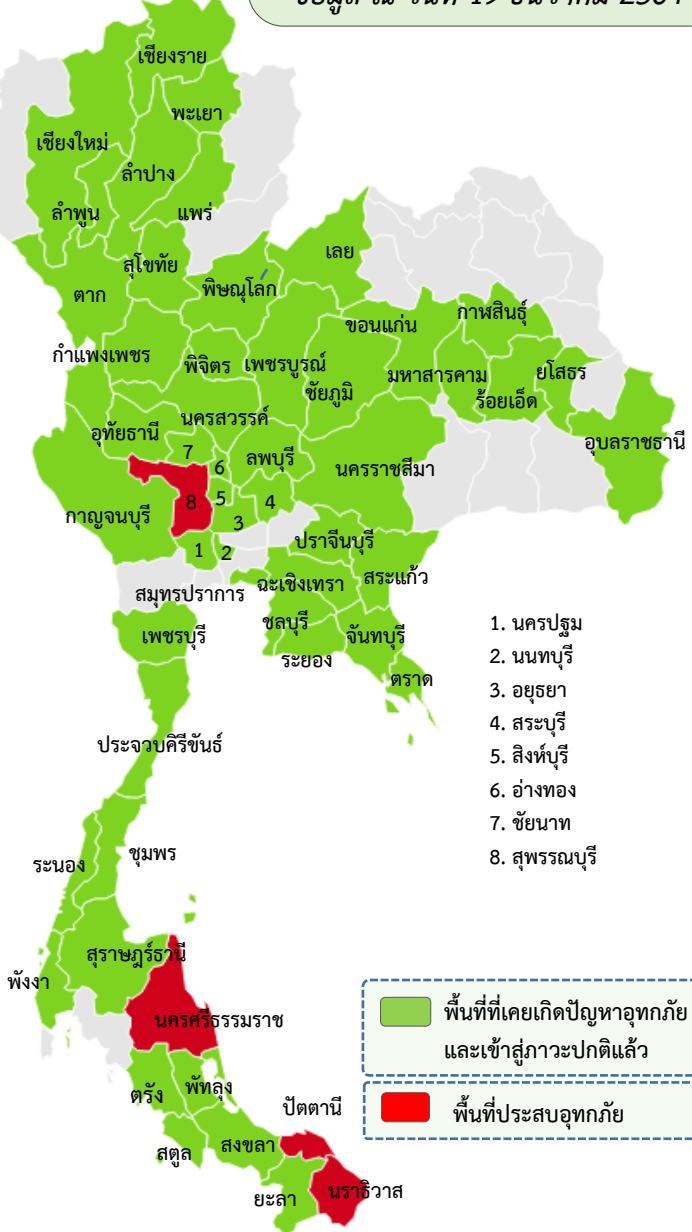 เชียงราย
พะเยา
เชียงใหม่
ลำปาง
ลำพูน
แพร่
เลย
สุโขทัย
ตาก
พิษณุโลก
กาฬสินธุ์
ขอนแก่น
กำแพงเพชร
พิจิตร
เพชรบูรณ์
ชัยภูมิ
มหาสารคาม
ยโสธร
ร้อยเอ็ด
นครสวรรค์
อุทัยธานี
อุบลราชธานี
7
6
ลพบุรี
นครราชสีมา
8
5
4
กาญจนบุรี
3
ปราจีนบุรี
1
2
สระแก้ว
ฉะเชิงเทรา
สมุทรปราการ
ชลบุรี
จันทบุรี
เพชรบุรี
ระยอง
ตราด
1. นครปฐม
2. นนทบุรี
3. อยุธยา
4. สระบุรี
5. สิงห์บุรี
6. อ่างทอง
7. ชัยนาท
8. สุพรรณบุรี
ประจวบคิรีขันธ์
ระนอง
ชุมพร
สุราษฎร์ธานี
พังงา
นครศรีธรรมราช
ตรัง
พัทลุง
ปัตตานี
สตูล
สงขลา
ยะลา
นราธิวาส
พื้นที่ที่เคยเกิดปัญหาอุทกภัย
และเข้าสู่ภาวะปกติแล้ว
พื้นที่ประสบอุทกภัย